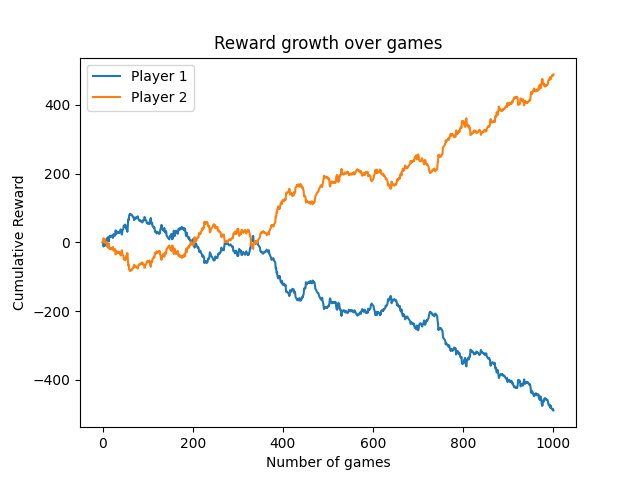 Reward growth over games
Player 1
Player 2
400
200
0
−200
−400
Cumulative Reward
0 200 400 600 800 1000
Number of games